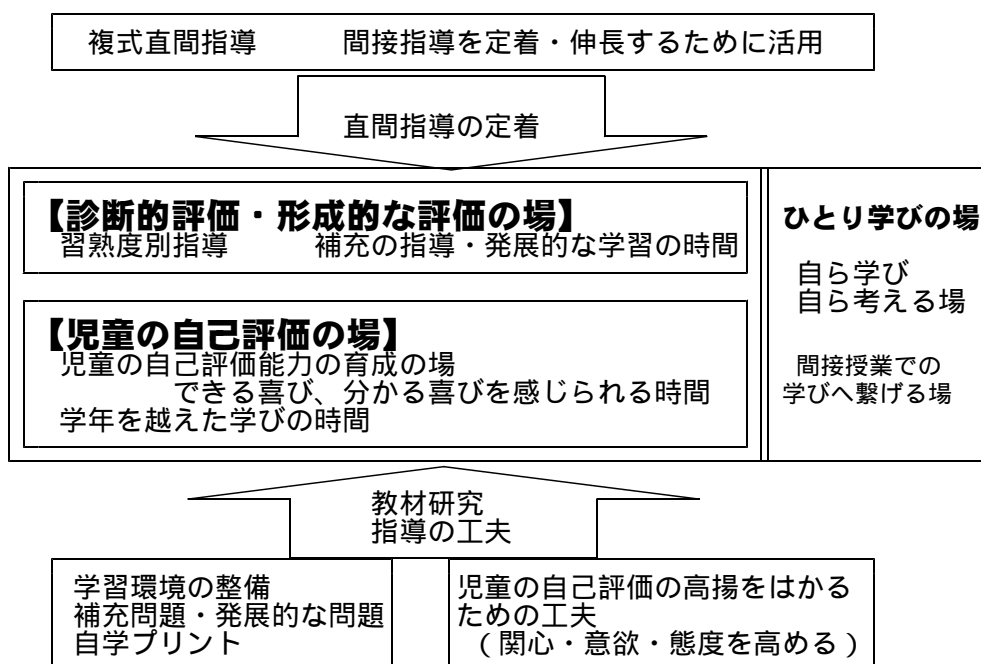 複式直間指導　　　間接指導を定着・伸長するために活用
直間指導の定着
【診断的評価・形成的な評価の場】
習熟度別指導　　　補充の指導・発展的な学習の時間
【児童の自己評価の場】
児童の自己評価能力の育成の場
できる喜び、分かる喜びを感じられる時間
学年を越えた学びの時間
ひとり学びの場
自ら学び
自ら考える場
間接授業での
学びへ繋げる場
教材研究
指導の工夫
学習環境の整備
補充問題・発展的な問題
自学プリント
児童の自己評価の高揚をはかる
ための工夫
（関心・意欲・態度を高める）